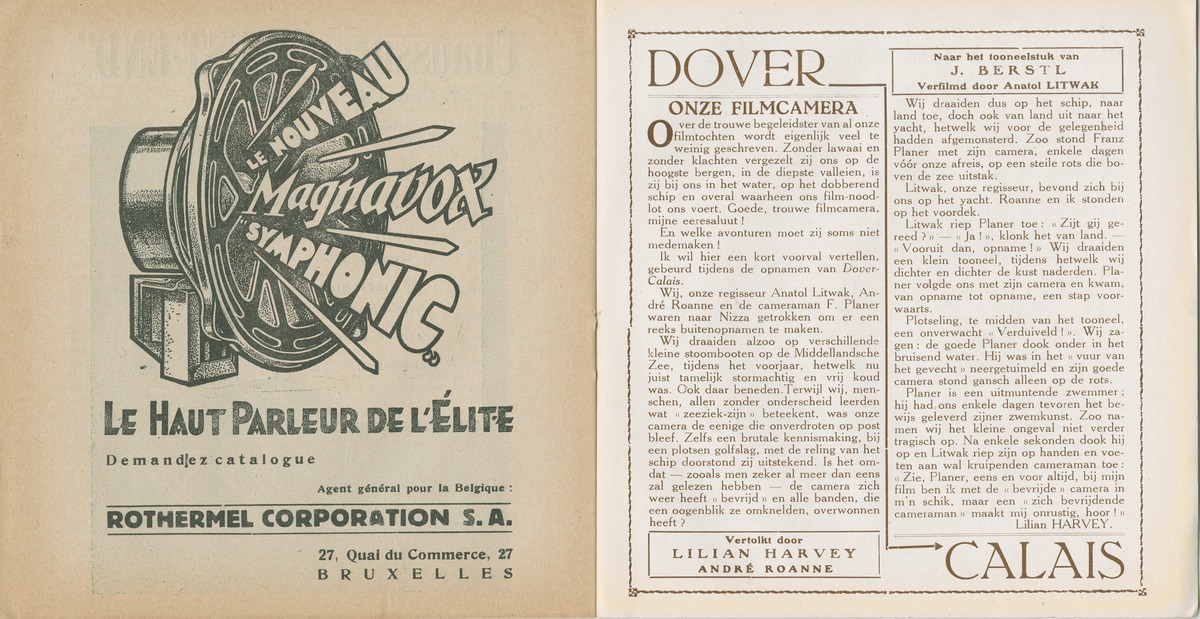 LE NOUVEAU
Magnavox
SYMPHONIC
LE HAUT PARLEUR DE L'ÉLITE
Demandez catalogue
Agent général pour la Belgique :
ROTHERMEL CORPORATION S. A.
27, Quai du Commerce, 27
BRUXELLES
DOVER
ONZE FILMCAMERA
Over de trouwe begeleidster van al onze
filmtochten wordt eigenlijk veel te
weinig geschreven. Zonder lawaai en
zonder klachten vergezelt zij ons op de
hoogste bergen, in de diepste valleien, is
zij bij ons in het water, op het dobberend
schip en overal waarheen ons film-nood-
lot ons voert. Goede, trouwe filmcamera,
mijne eeresaluut !
En welke avonturen moet zij soms niet
medemaken !
Ik wil hier een kort voorval vertellen,
gebeurd tijdens de opnamen van Dover-
Calais.
Wij, onze regisseur Anatol Litwak, An-
dré Roanne en de cameraman F. Planer
waren naar Nizza getrokken om er een
reeks buitenopnamen te maken.
Wij draaiden alzoo op verschillende
kleine stoombooten op de Middellandsche
Zee, tijdens het voorjaar, hetwelk nu
juist tamelijk stormachtig en vrij koud
was. Ook daar beneden.Terwijl wij, men-
schen, allen zonder onderscheid leerden
wat « zeeziek-zijn » beteekent, was onze
camera de eenige die onverdroten op post
bleef. Zelfs een brutale kennismaking, bij
een plotsen golfslag, met de reling van het
schip doorstond zij uitstekend. Is het om-
dat — zooals men zeker al meer dan eens
zal gelezen hebben — de camera zich
weer heeft « bevrijd » en alle banden, die
een oogenblik ze omknelden, overwonnen
heeft ?
Vertolkt door
LILIAN HARVEY
ANDRÉ ROANNE
Naar het tooneelstuk van
J. BERSTL
Verfilmd door Anatol LITWAK
Wij draaiden dus op het schip, naar
land toe, doch ook van land uit naar het
yacht, hetwelk wij voor de gelegenheid
hadden afgemonsterd. Zoo stond Franz
Planer met zijn camera, enkele dagen
vóór onze afreis, op een steile rots die bo-
ven de zee uitstak.
Litwak, onze regisseur, bevond zich bij
ons op het yacht. Roanne en ik stonden
op het voordek.
Litwak riep Planer toe : « Zijt gij ge-
reed ? » — « Ja ! », klonk het van land. —
« Vooruit dan, opname ! » Wij draaiden
een klein tooneel, tijdens hetwelk wij
dichter en dichter de kust naderden. Pla-
ner volgde ons met zijn camera en kwam,
van opname tot opname, een stap voor-
waarts.
Plotseling, te midden van het tooneel,
een onverwacht « Verduiveld ! ». Wij za-
gen : de goede Planer dook onder in het
bruisend water. Hij was in het « vuur van
het gevecht » neergetuimeld en zijn goede
camera stond gansch alleen op de rots.
Planer is een uitmuntende zwemmer ;
hij had ons enkele dagen tevoren het be-
wijs geleverd zijner zwemkunst. Zoo na-
men wij het kleine ongeval niet verder
tragisch op. Na enkele sekonden dook hij
op en Litwak riep zijn op handen en voe-
ten aan wal kruipenden cameraman toe :
« Zie, Planer, eens en voor altijd, bij mijn
film ben ik met de « bevrijde » camera in
m'n schik, maar een « zich bevrijdende
cameraman » maakt mij onrustig, hoor ! »
Lilian HARVEY.
CALAIS